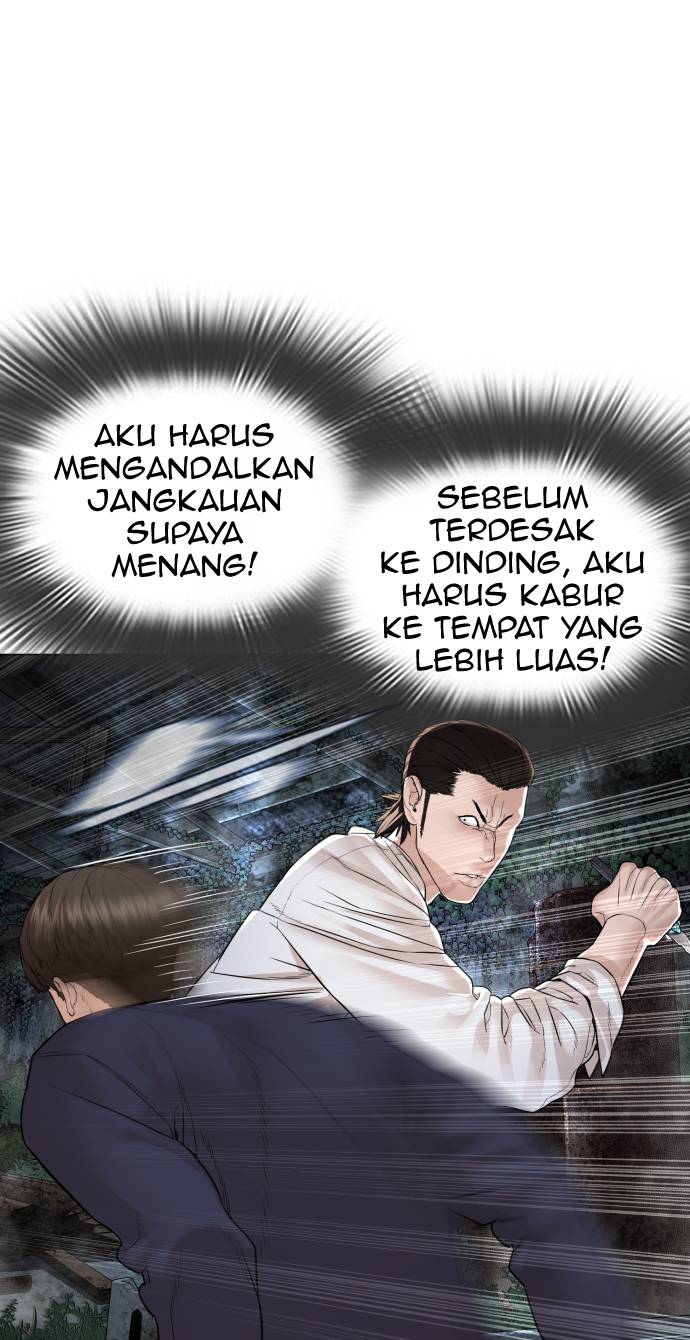 AKU HARUS
MENGANDALKAN
JANGKAUAN
SUPAYA
MENANG!
SEBELUM
TERDESAK
KE DINDING, AKU
HARUS KABUR
KE TEMPAT YANG
LEBIH LUAS!